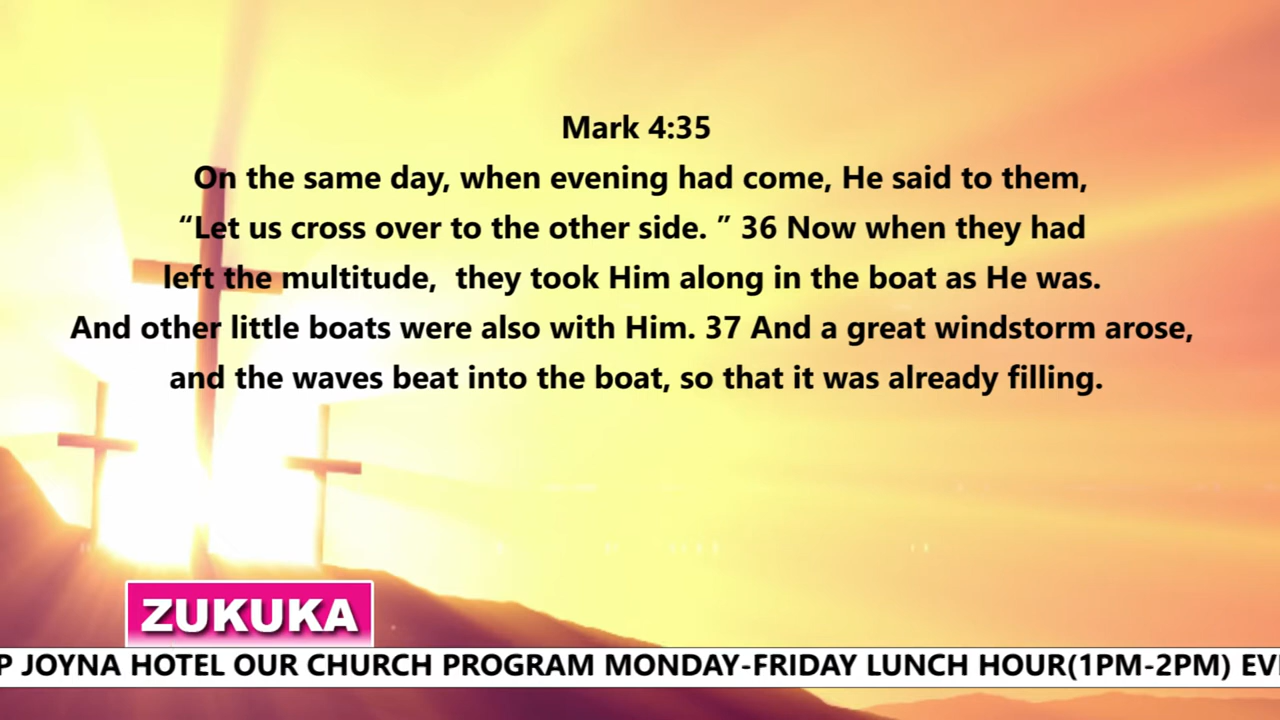 Mark 4:35
On the same day, when evening had come, He said to them,
“Let us cross over to the other side. ” 36 Now when they had
left the multitude,  they took Him along in the boat as He was.
And other little boats were also with Him. 37 And a great windstorm arose,
and the waves beat into the boat, so that it was already filling.
ZUKUKA
JOYNA HOTEL OUR CHURCH PROGRAM MONDAY-FRIDAY LUNCH HOUR(1PM-2PM)